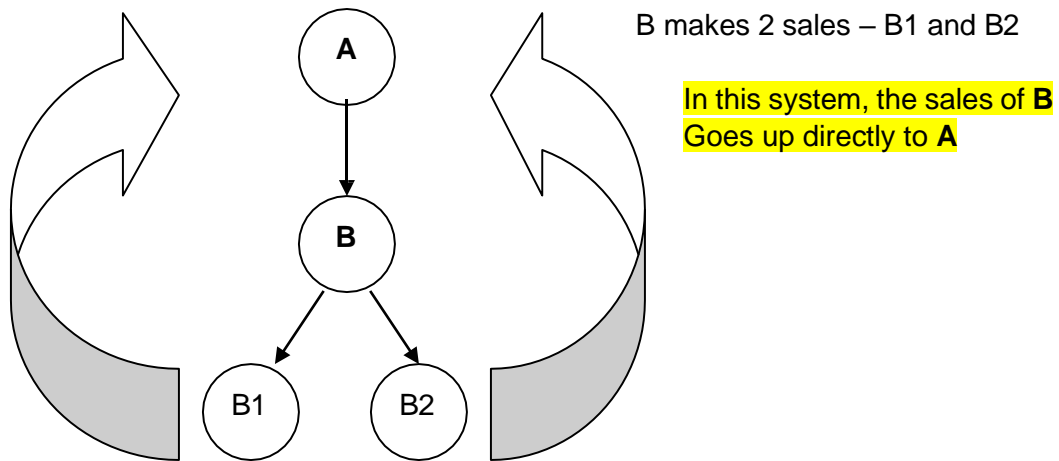 B makes 2 sales – B1 and B2
A
In this system, the sales of B
Goes up directly to A
B
B1 B2